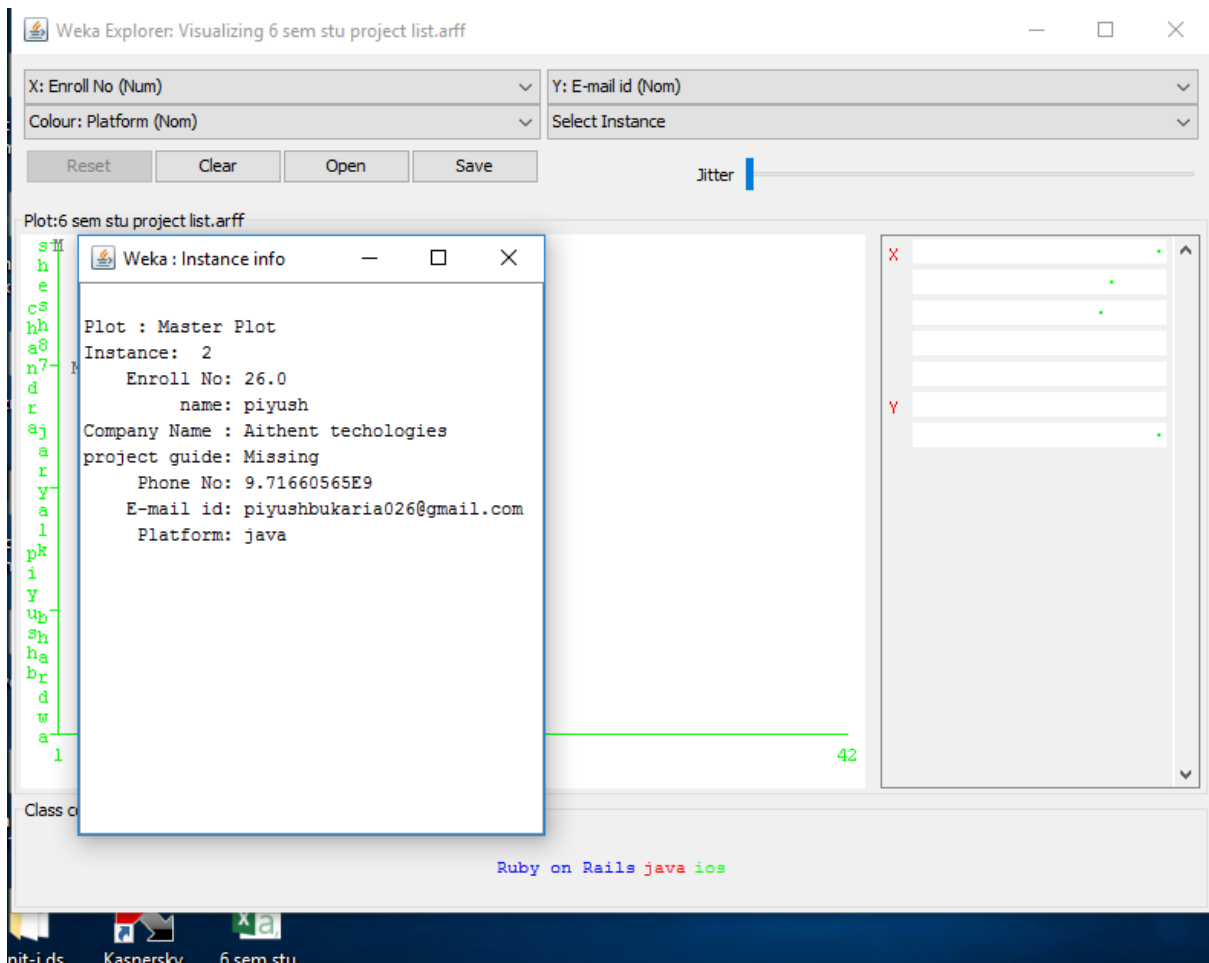 Weka Explorer: Visualizing 6 sem stu project list.arff
X: Enroll No (Num)
Y: E-mail id (Nom)
Colour: Platform (Nom)
Select Instance
Reset
Clear
Open
Save
Jitter
Plot:6 sem stu project list.arff
X
Y
Weka : Instance info
Plot : Master Plot
Instance: 2
Enroll No: 26.0
name: piyush
Company Name : Aithent techologies
project guide: Missing
Phone No: 9.71660565E9
E-mail id: piyushbukaria026@gmail.com
Platform: java
1
42
Class
Ruby on Rails java ios
Kaspersky
6 sem stu